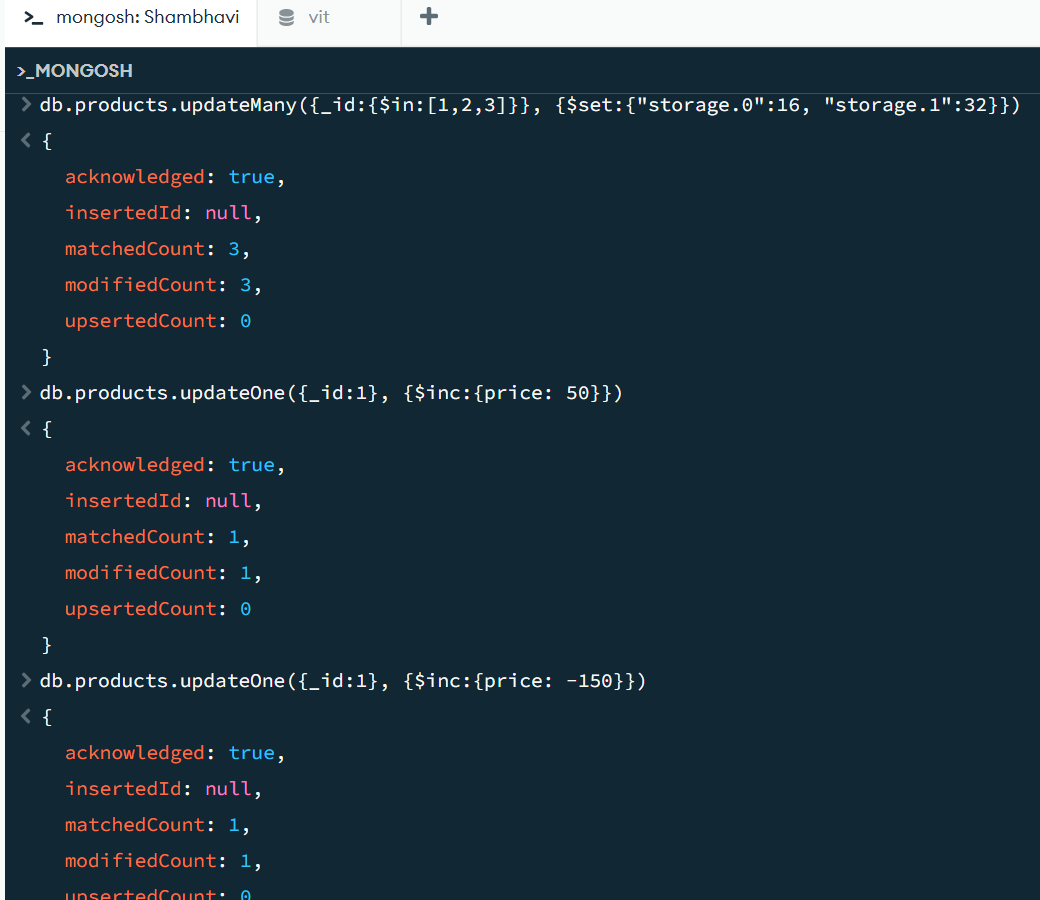 >_ mongosh: Shambhavi vit +
>_MONGOSH
> db.products.updateMany({_id:{$in:[1,2,3]}}, {$set:{"storage.0":16, "storage.1":32}})
< {
acknowledged: true,
insertedId: null,
matchedCount: 3,
modifiedCount: 3,
upsertedCount: 0
}
> db.products.updateOne({_id:1}, {$inc:{price: 50}})
< {
acknowledged: true,
insertedId: null,
matchedCount: 1,
modifiedCount: 1,
upsertedCount: 0
}
> db.products.updateOne({_id:1}, {$inc:{price: -150}})
< {
acknowledged: true,
insertedId: null,
matchedCount: 1,
modifiedCount: 1,
upsertedCount: 0